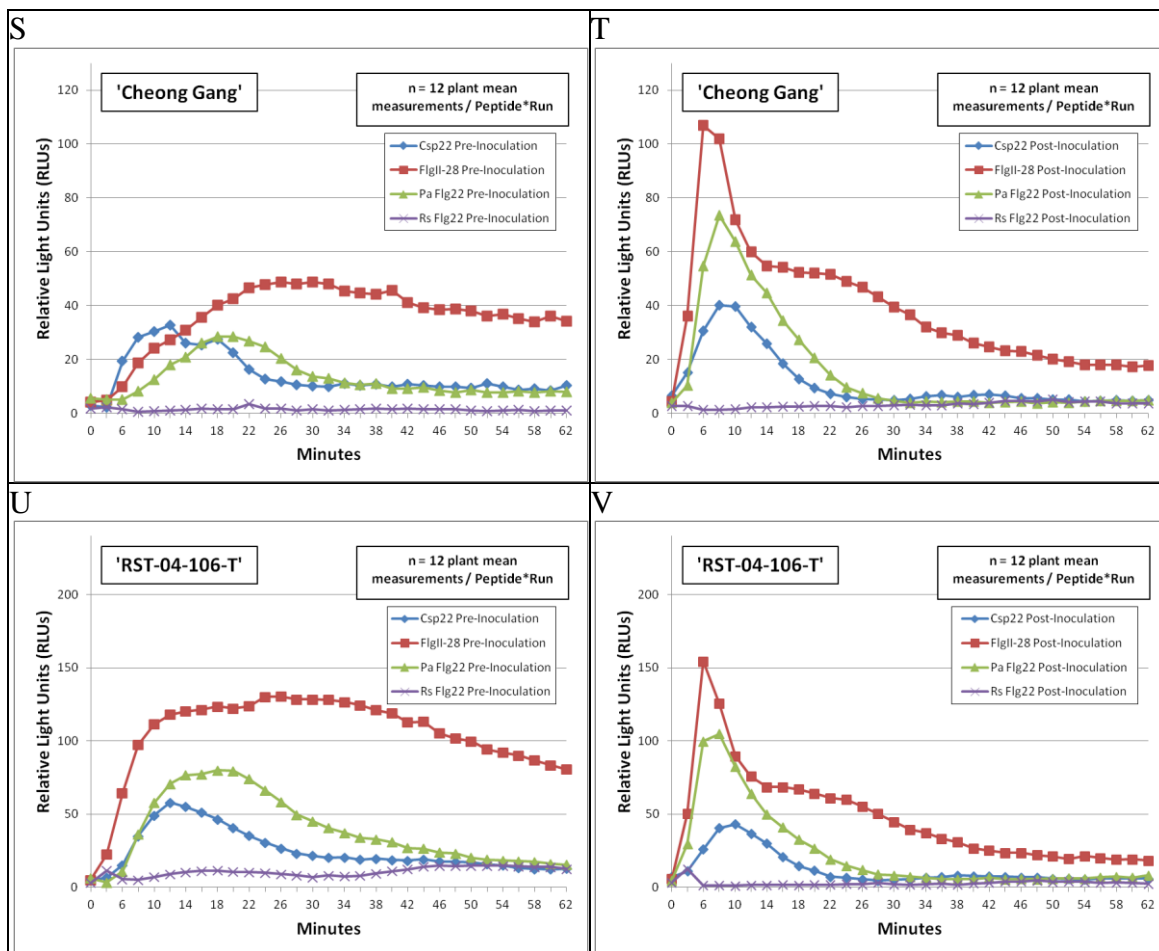 S
'Cheong Gang'
n = 12 plant mean
measurements / Peptide*Run
Csp22 Pre-Inoculation
FlgII-28 Pre-Inoculation
Pa Flg22 Pre-Inoculation
Rs Flg22 Pre-Inoculation
Relative Light Units (RLUs)
120
100
80
60
40
20
0
0 6 10 14 18 22 26 30 34 38 42 46 50 54 58 62
Minutes
T
'Cheong Gang'
n = 12 plant mean
measurements / Peptide*Run
Csp22 Post-Inoculation
FlgII-28 Post-Inoculation
Pa Flg22 Post-Inoculation
Rs Flg22 Post-Inoculation
Relative Light Units (RLUs)
120
100
80
60
40
20
0
0 6 10 14 18 22 26 30 34 38 42 46 50 54 58 62
Minutes
U
'RST-04-106-T'
n = 12 plant mean
measurements / Peptide*Run
Csp22 Pre-Inoculation
FlgII-28 Pre-Inoculation
Pa Flg22 Pre-Inoculation
Rs Flg22 Pre-Inoculation
Relative Light Units (RLUs)
200
150
100
50
0
0 6 10 14 18 22 26 30 34 38 42 46 50 54 58 62
Minutes
V
'RST-04-106-T'
n = 12 plant mean
measurements / Peptide*Run
Csp22 Post-Inoculation
FlgII-28 Post-Inoculation
Pa Flg22 Post-Inoculation
Rs Flg22 Post-Inoculation
Relative Light Units (RLUs)
200
150
100
50
0
0 6 10 14 18 22 26 30 34 38 42 46 50 54 58 62
Minutes